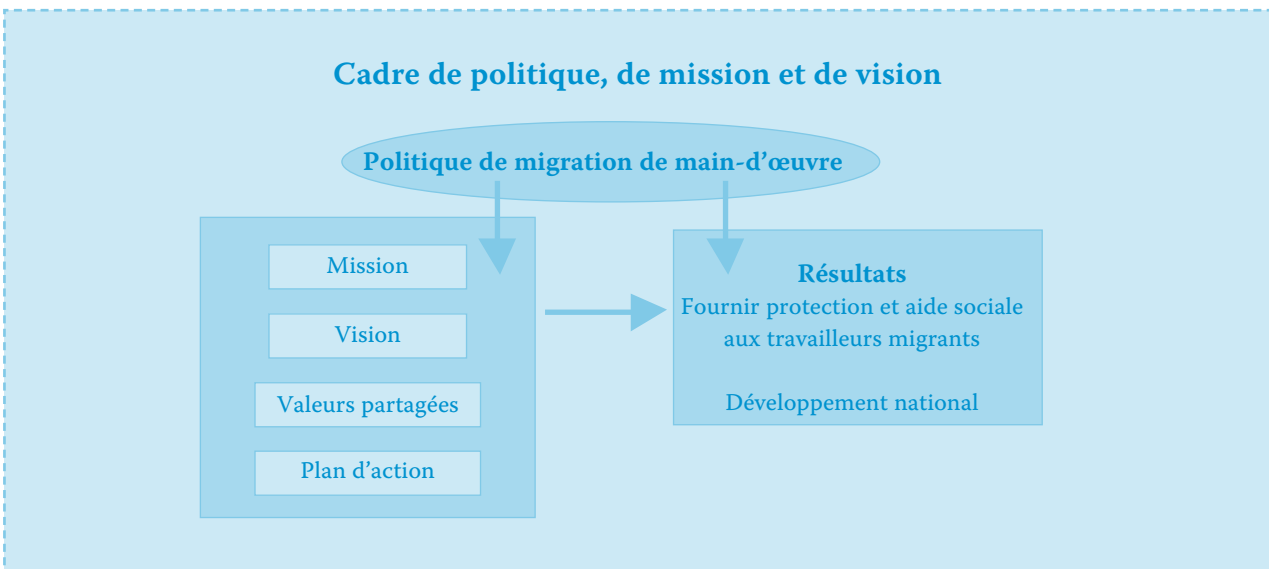 Cadre de politique, de mission et de vision
Politique de migration de main-d'œuvre
Mission
Vision
Valeurs partagées
Plan d’action
Résultats
Fournir protection et aide sociale
aux travailleurs migrants
Développement national